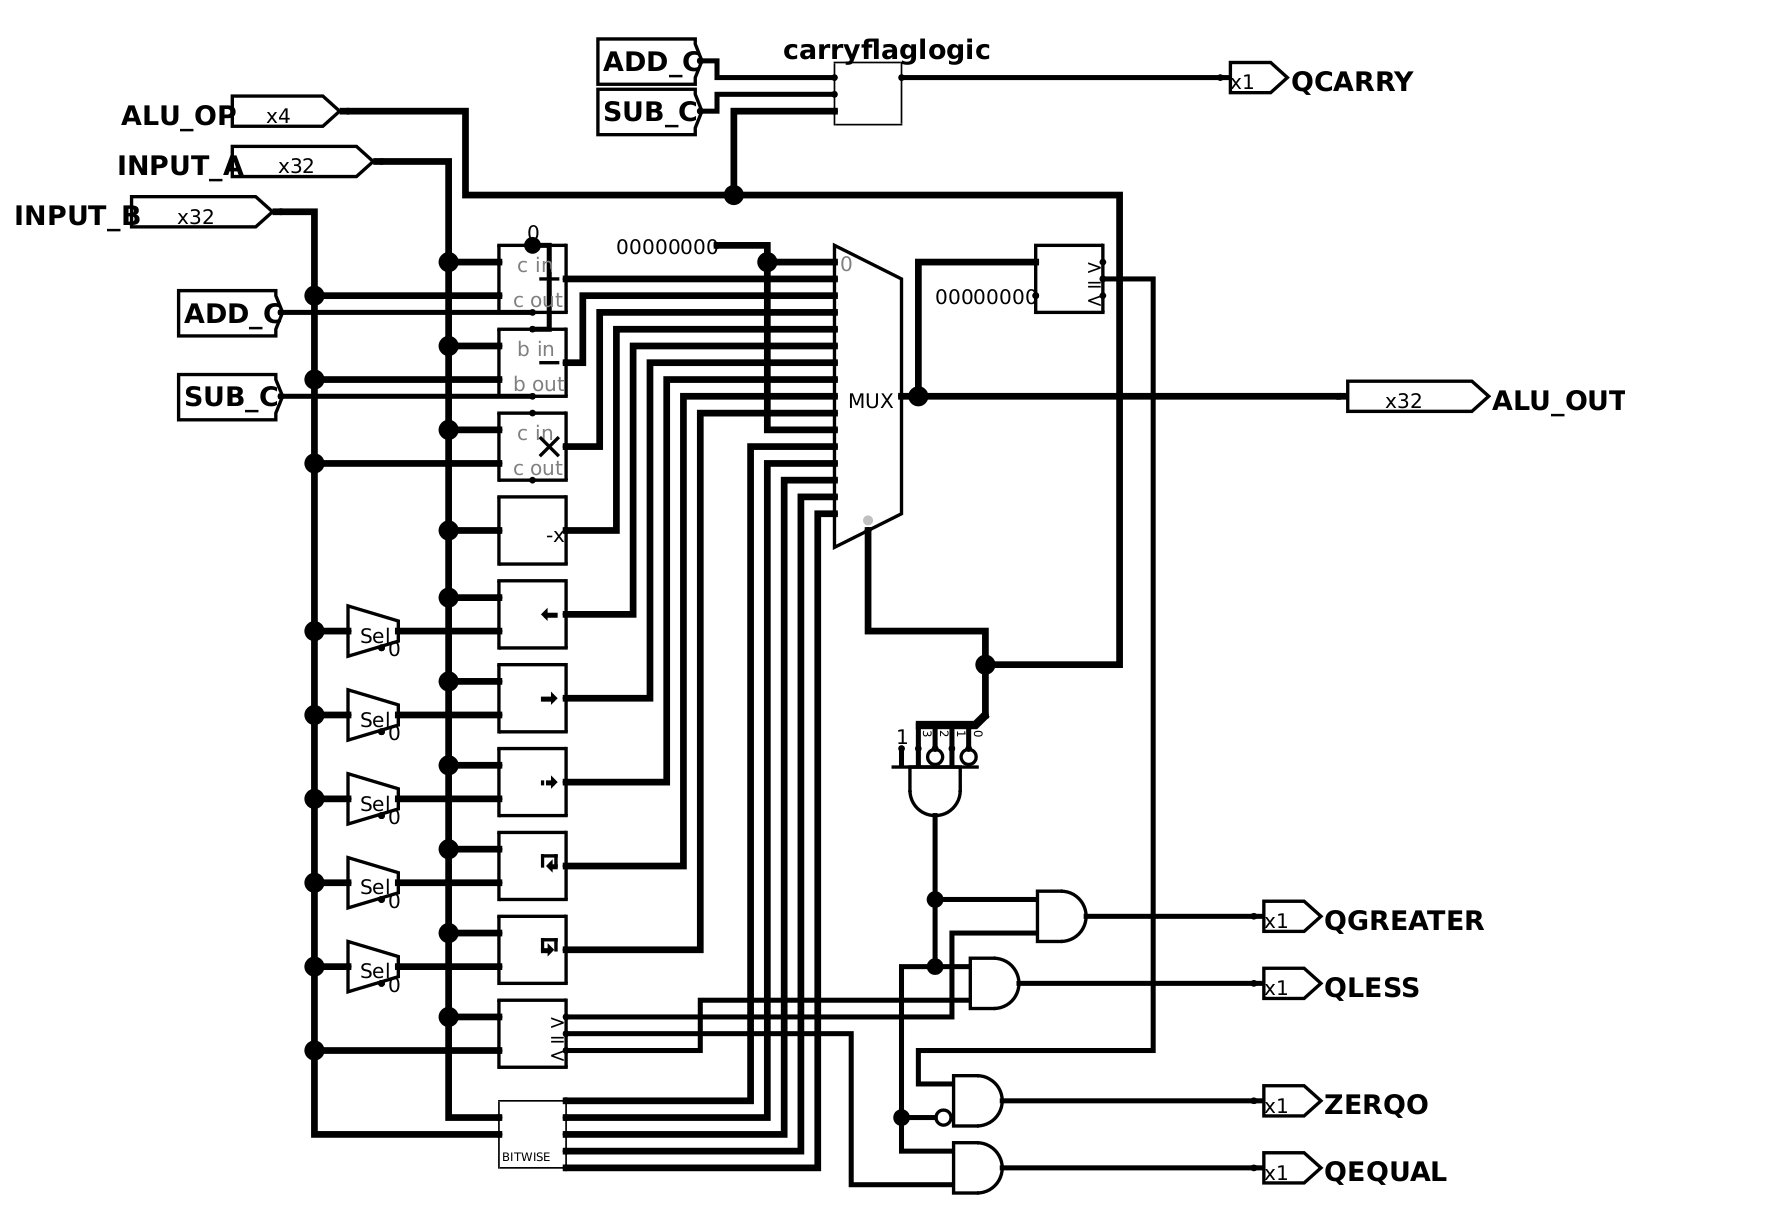 carryflaglogic
ADD_C
x1
QCARRY
SUB_C
ALU_OP
x4
INPUT_A
x32
INPUT_B
x32
0
00000000
c in
c out
ADD_C
b in
b out
SUB_C
c in
c out
-x
0
MUX
00000000
> = <
x32
ALU_OUT
Sel
0
Sel
0
Sel
0
Sel
0
Sel
0
> = <
BITWISE
1
3 2 1 0
x1
QGREATER
x1
QLESS
x1
ZERQO
x1
QEQUAL